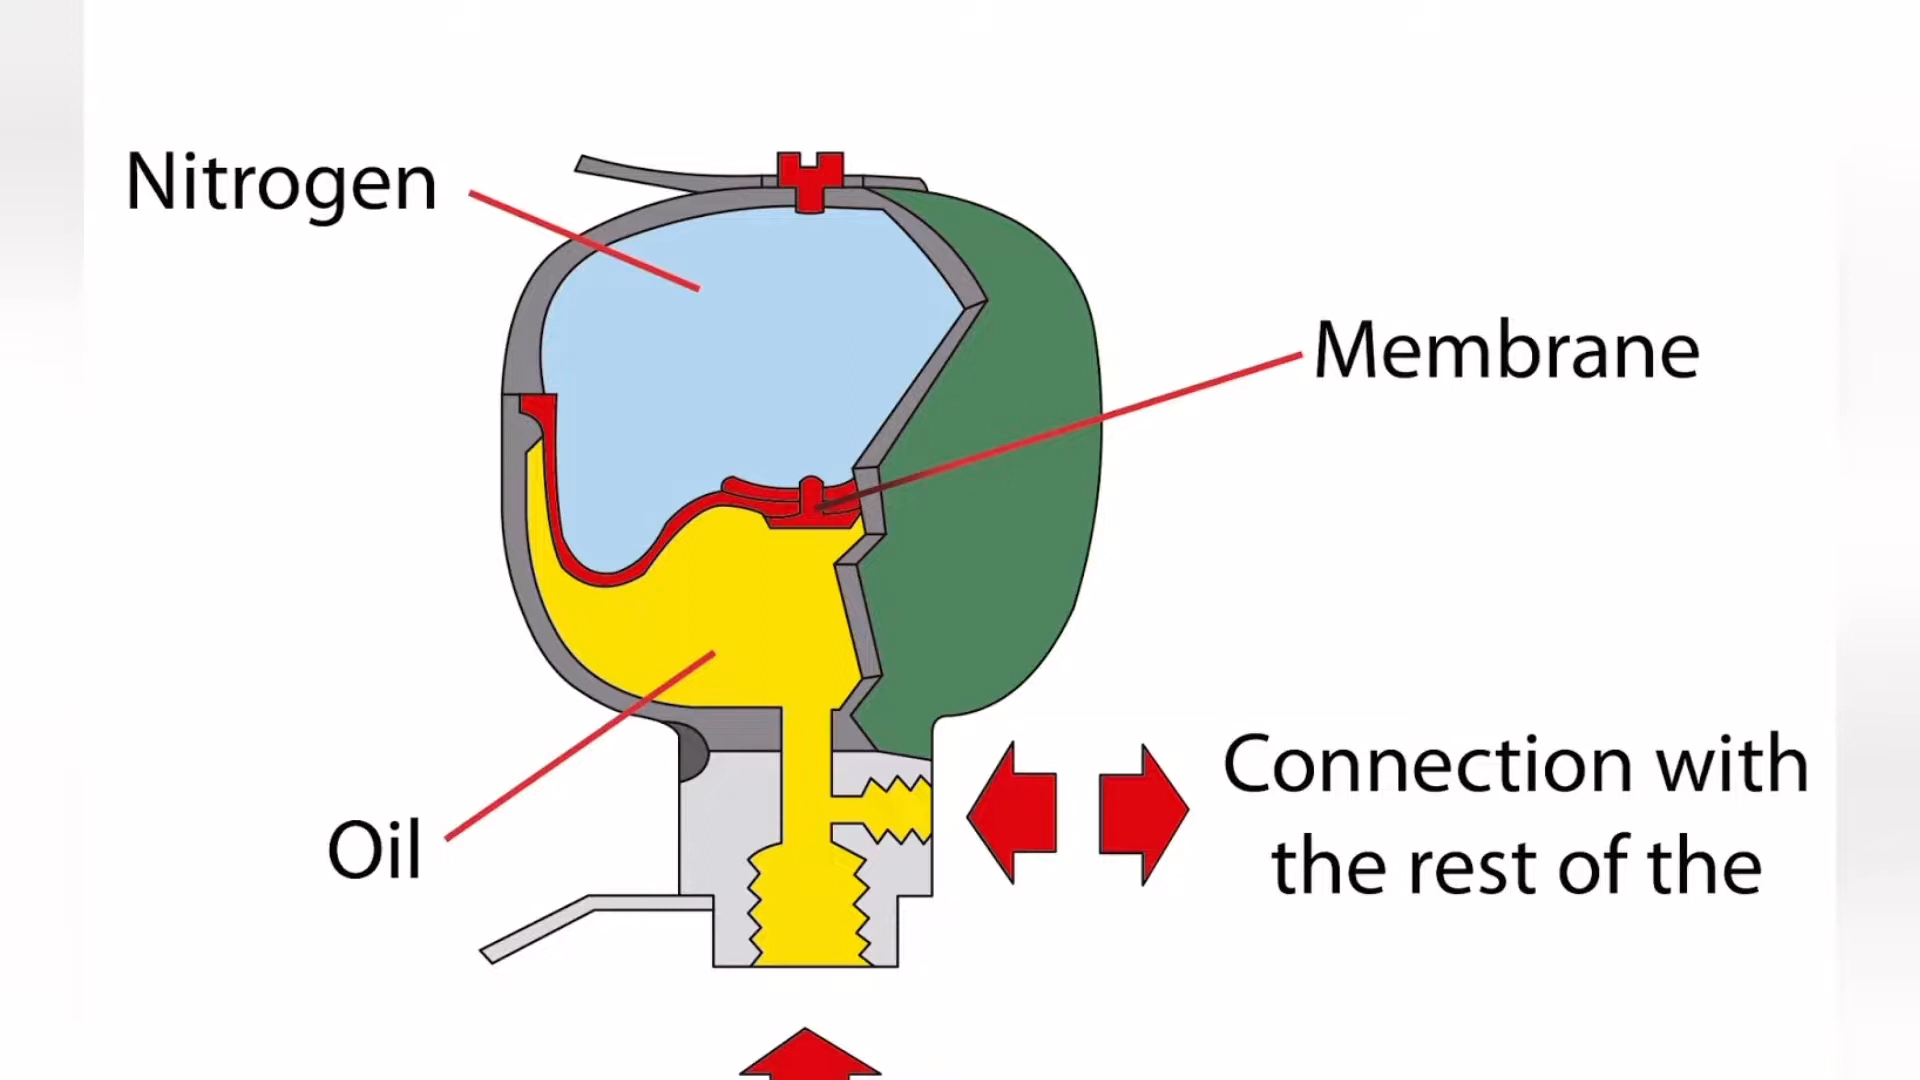 Nitrogen
Membrane
Oil
Connection with
the rest of the